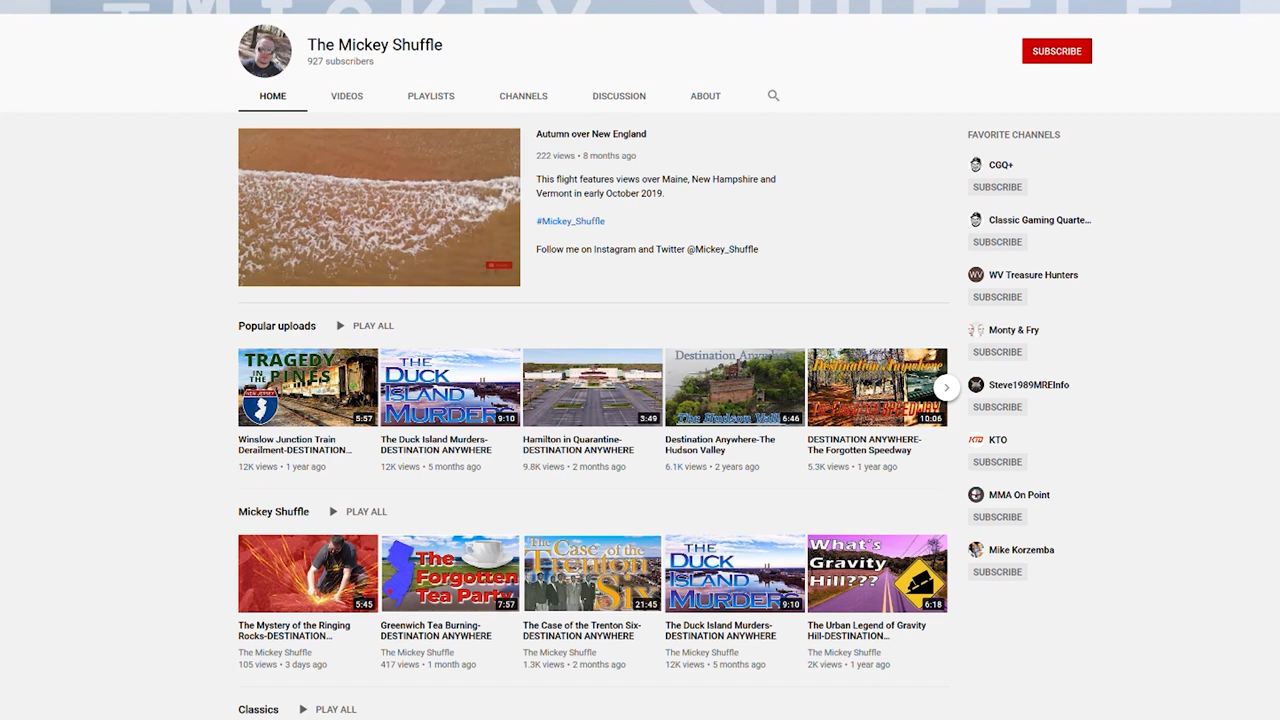 MICKEY SHUFFLE
The Mickey Shuffle
927 subscribers
SUBSCRIBE
HOME VIDEOS PLAYLISTS CHANNELS DISCUSSION ABOUT
Autumn over New England
222 views • 8 months ago
This flight features views over Maine, New Hampshire and
Vermont in early October 2019.
#Mickey_Shuffle
Follow me on Instagram and Twitter @Mickey_Shuffle
FAVORITE CHANNELS
CGQ+
SUBSCRIBE
Classic Gaming Quarte...
SUBSCRIBE
WV
WV Treasure Hunters
SUBSCRIBE
Monty & Fry
SUBSCRIBE
Steve1989MREInfo
SUBSCRIBE
KTO
KTO
SUBSCRIBE
MMA On Point
SUBSCRIBE
Mike Korzemba
SUBSCRIBE
Popular uploads PLAY ALL
TRAGEDY
IN THE PINES
NEW JERSEY
5:57
THE
DUCK
ISLAND
MURDERS
9:10
3:49
Destination Anywhere
The Hudson Vall
6:46
Destination Anywhere
THE FORGOTTEN SPEEDWAY
10:06
Winslow Junction Train
Derailment-DESTINATION...
12K views • 1 year ago
The Duck Island Murders-
DESTINATION ANYWHERE
12K views • 5 months ago
Hamilton in Quarantine-
DESTINATION ANYWHERE
9.8K views • 2 months ago
Destination Anywhere-The
Hudson Valley
6.1K views • 2 years ago
DESTINATION ANYWHERE-
The Forgotten Speedway
5.3K views • 1 year ago
Mickey Shuffle PLAY ALL
5:45
The
Forgotten
Tea Party
7:57
The Case of the
Trenton
Six
21:45
THE
DUCK
ISLAND
MURDERS
9:10
What's
Gravity
Hill???
6:18
The Mystery of the Ringing
Rocks-DESTINATION...
The Mickey Shuffle
105 views • 3 days ago
Greenwich Tea Burning-
DESTINATION ANYWHERE
The Mickey Shuffle
417 views • 1 month ago
The Case of the Trenton Six-
DESTINATION ANYWHERE
The Mickey Shuffle
1.3K views • 2 months ago
The Duck Island Murders-
DESTINATION ANYWHERE
The Mickey Shuffle
12K views • 5 months ago
The Urban Legend of Gravity
Hill-DESTINATION...
The Mickey Shuffle
2K views • 1 year ago
Classics PLAY ALL